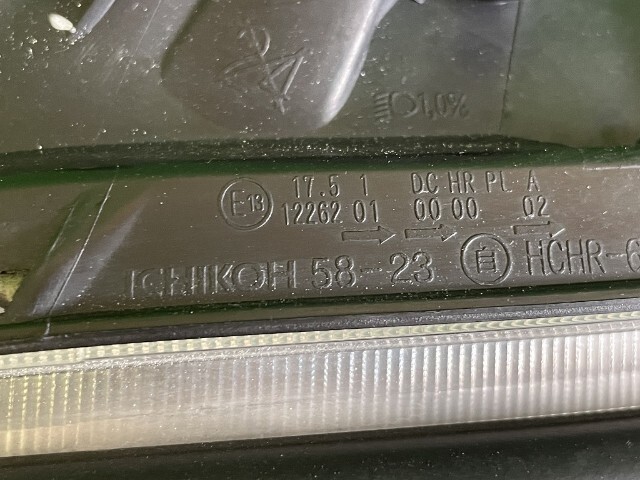 1,0%
E13 17.5 1 DC HR PL A
12262 01 00 00 02
ICHIKOH 58-23 自 HCHR-6